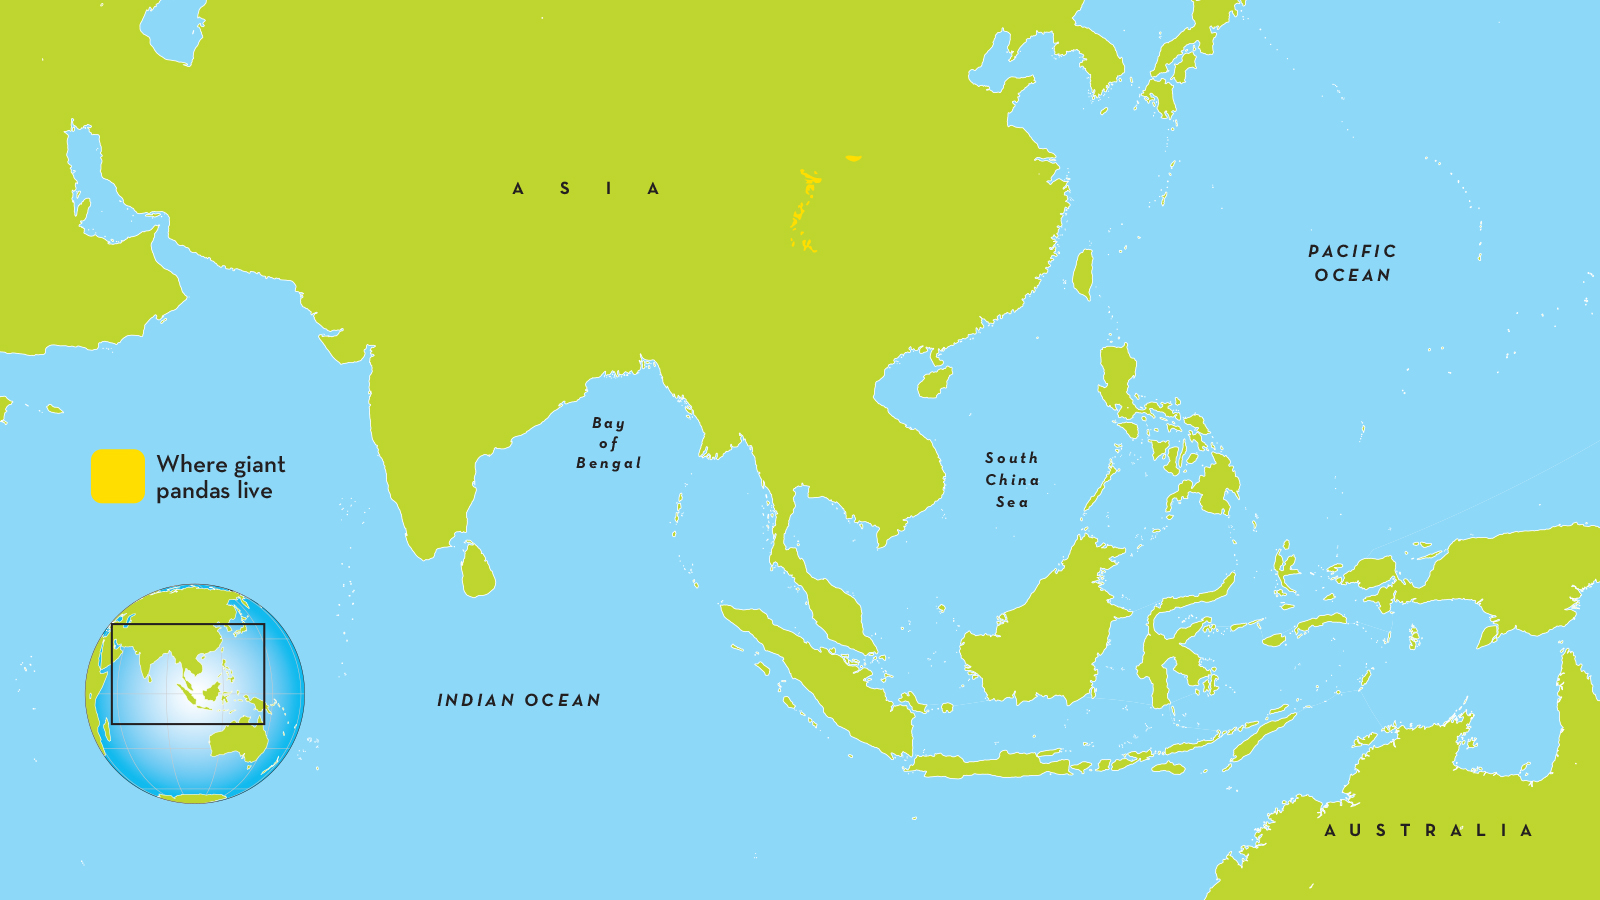 ASIA
PACIFIC
OCEAN
Bay
of
Bengal
South
China
Sea
Where giant
pandas live
INDIAN OCEAN
AUSTRALIA